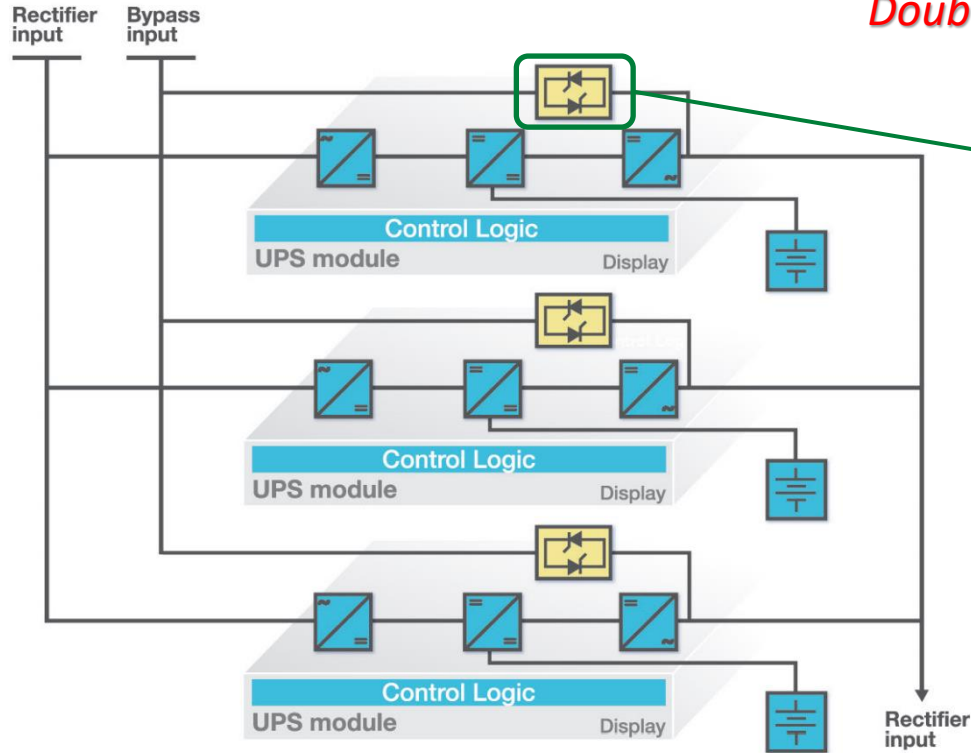 Rectifier
input
Bypass
input
Doub
Control Logic
UPS module
Display
Control Logic
UPS module
Display
Control Logic
UPS module
Display
Rectifier
input